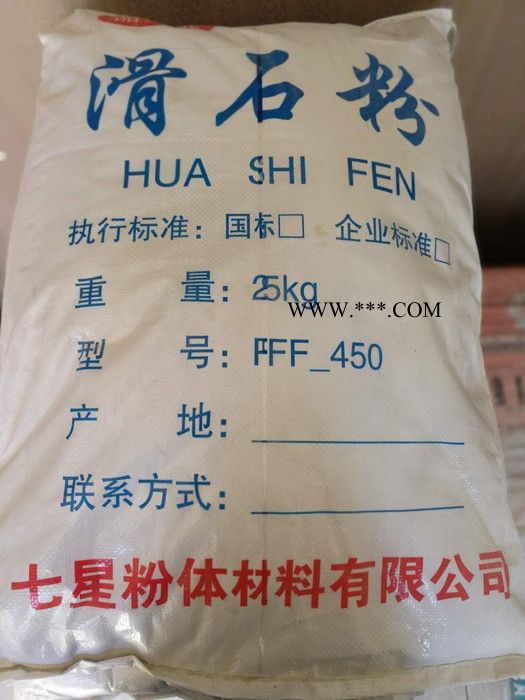 滑石粉
HUA SHI FEN
执行标准：国标□ 企业标准□
重量：25kg
WWW.***.COM
型号：FFF_450
产地：
联系方式：
七星粉体材料有限公司